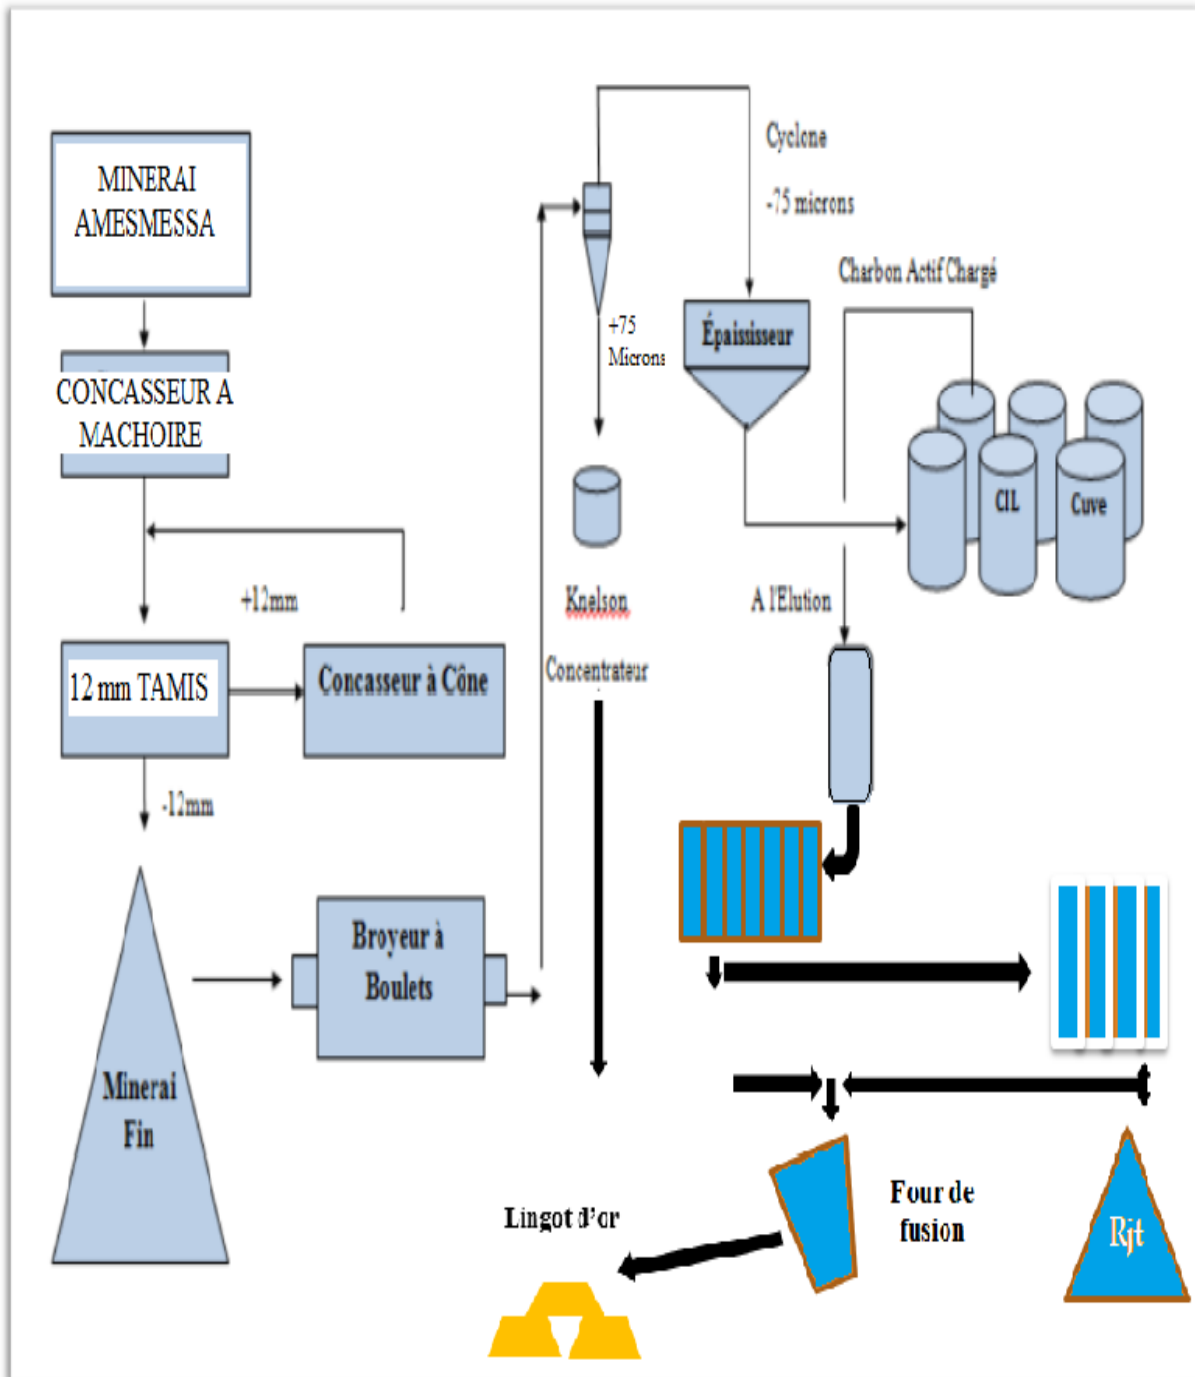 MINERAI
AMESMESSA
CONCASSEUR A
MACHOIRE
+12mm
12 mm TAMIS
Concasseur à Cône
-12mm
Minerai
Fin
Broyeur à
Boulets
Cyclone
-75 microns
+75
Microns
Épaississeur
Charbon Actif Chargé
CIL
Cuve
Knelson
Concentrateur
A l'Elution
Four de
fusion
Rjt
Lingot d’or